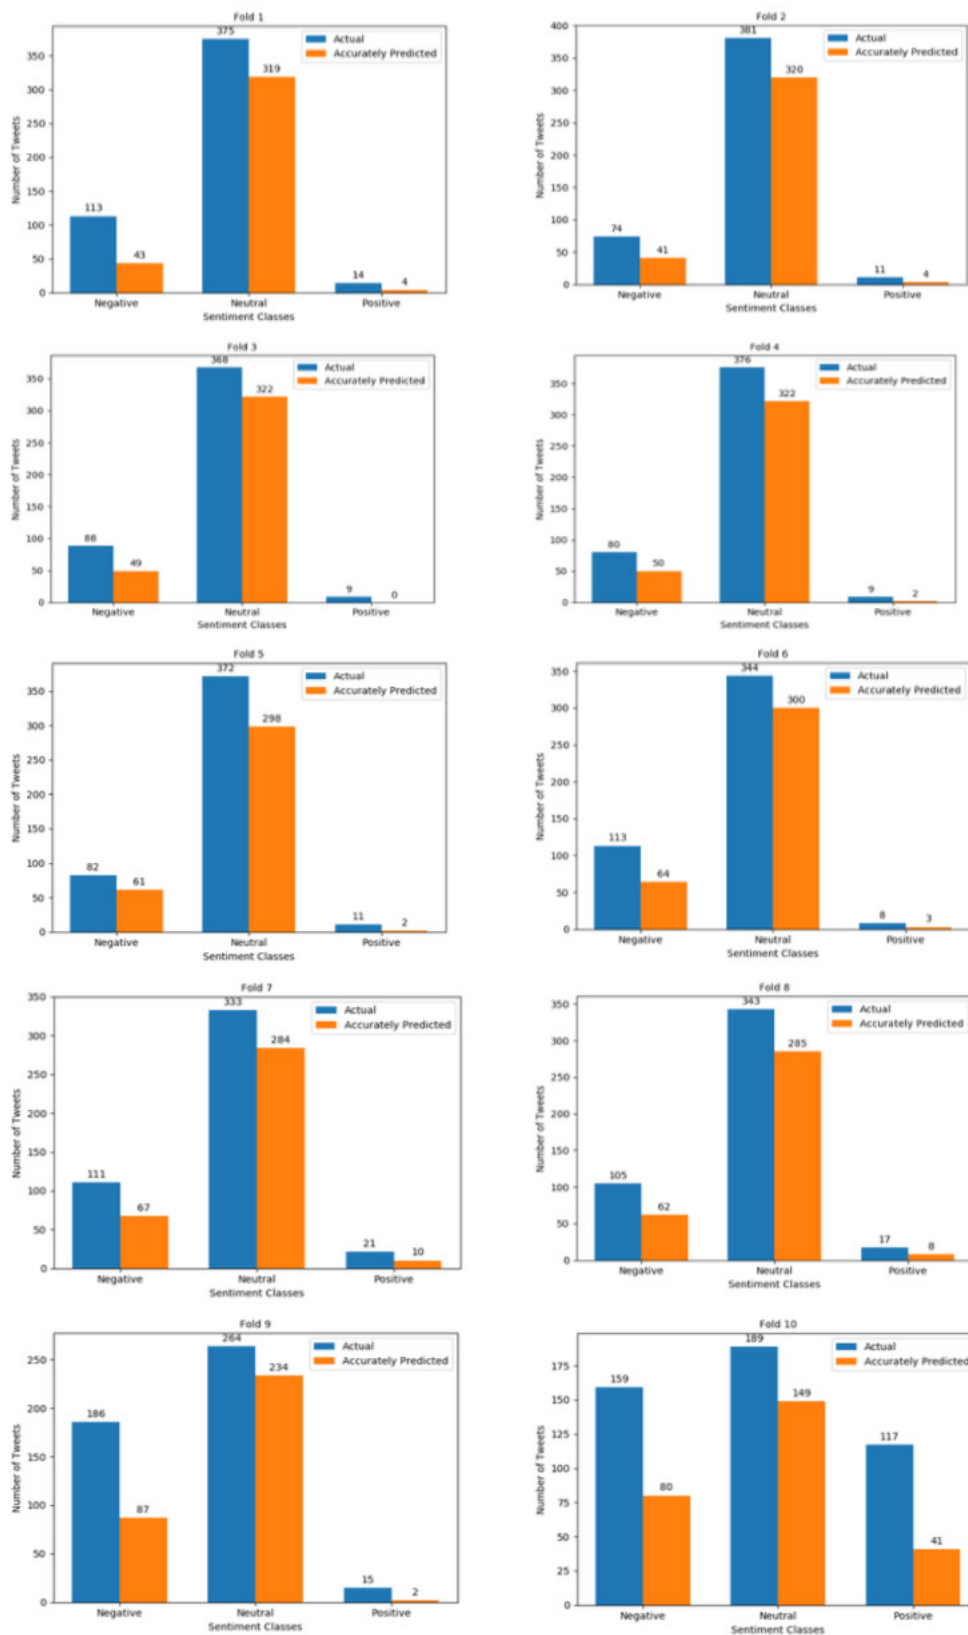 Fold 1
375
Actual
Accurately Predicted
319
113
43
14
4
350
300
250
200
150
100
50
0
Number of Tweets
Negative Neutral Positive
Sentiment Classes
Fold 2
381
Actual
Accurately Predicted
320
74
41
11
4
400
350
300
250
200
150
100
50
0
Number of Tweets
Negative Neutral Positive
Sentiment Classes
Fold 3
368
Actual
Accurately Predicted
322
88
49
9
0
350
300
250
200
150
100
50
0
Number of Tweets
Negative Neutral Positive
Sentiment Classes
Fold 4
376
Actual
Accurately Predicted
322
80
50
9
2
350
300
250
200
150
100
50
0
Number of Tweets
Negative Neutral Positive
Sentiment Classes
Fold 5
372
Actual
Accurately Predicted
298
82
61
11
2
350
300
250
200
150
100
50
0
Number of Tweets
Negative Neutral Positive
Sentiment Classes
Fold 6
344
Actual
Accurately Predicted
300
113
64
8
3
350
300
250
200
150
100
50
0
Number of Tweets
Negative Neutral Positive
Sentiment Classes
Fold 7
333
Actual
Accurately Predicted
284
111
67
21
10
350
300
250
200
150
100
50
0
Number of Tweets
Negative Neutral Positive
Sentiment Classes
Fold 8
343
Actual
Accurately Predicted
285
105
62
17
8
350
300
250
200
150
100
50
0
Number of Tweets
Negative Neutral Positive
Sentiment Classes
Fold 9
264
Actual
Accurately Predicted
234
186
87
15
2
250
200
150
100
50
0
Number of Tweets
Negative Neutral Positive
Sentiment Classes
Fold 10
189
Actual
Accurately Predicted
159
149
117
80
41
175
150
125
100
75
50
25
0
Number of Tweets
Negative Neutral Positive
Sentiment Classes